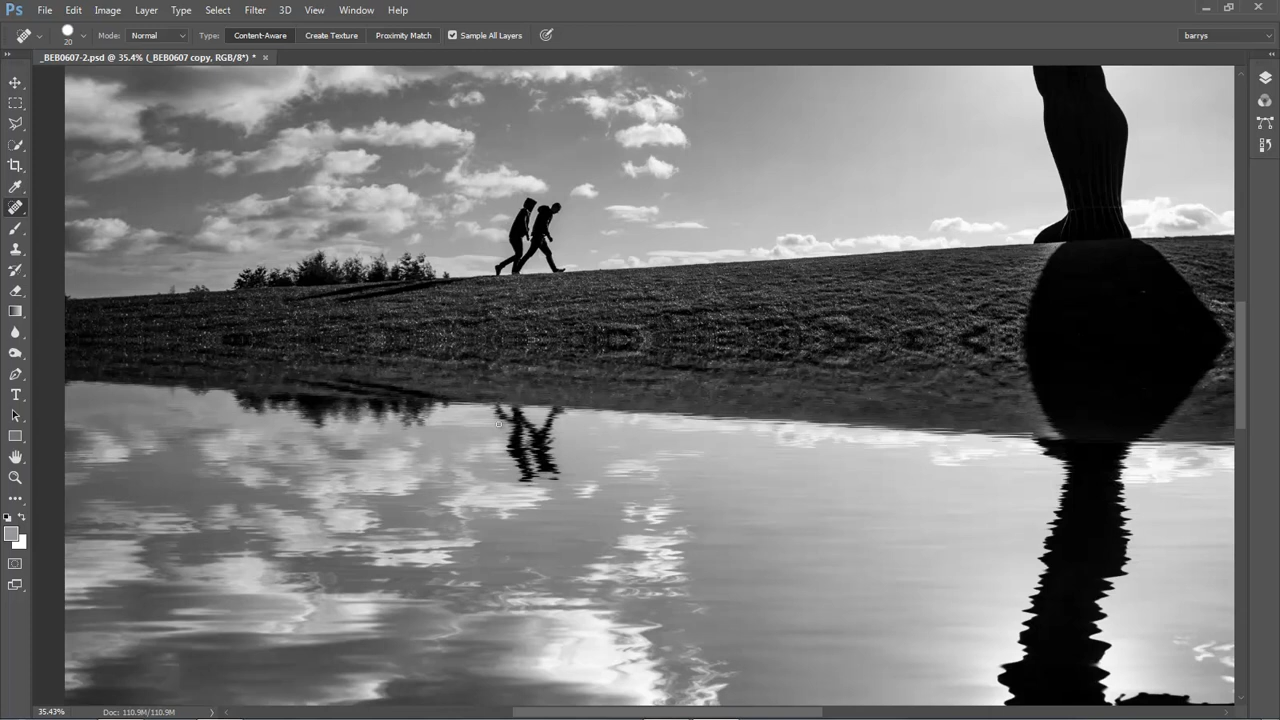 Ps File Edit Image Layer Type Select Filter 3D View Window Help
20 Mode: Normal Type: Content-Aware Create Texture Proximity Match Sample All Layers barrys
_BEB0607-2.psd @ 35.4% (_BEB0607 copy, RGB/8*) *
35.43% Doc: 110.9M/110.9M